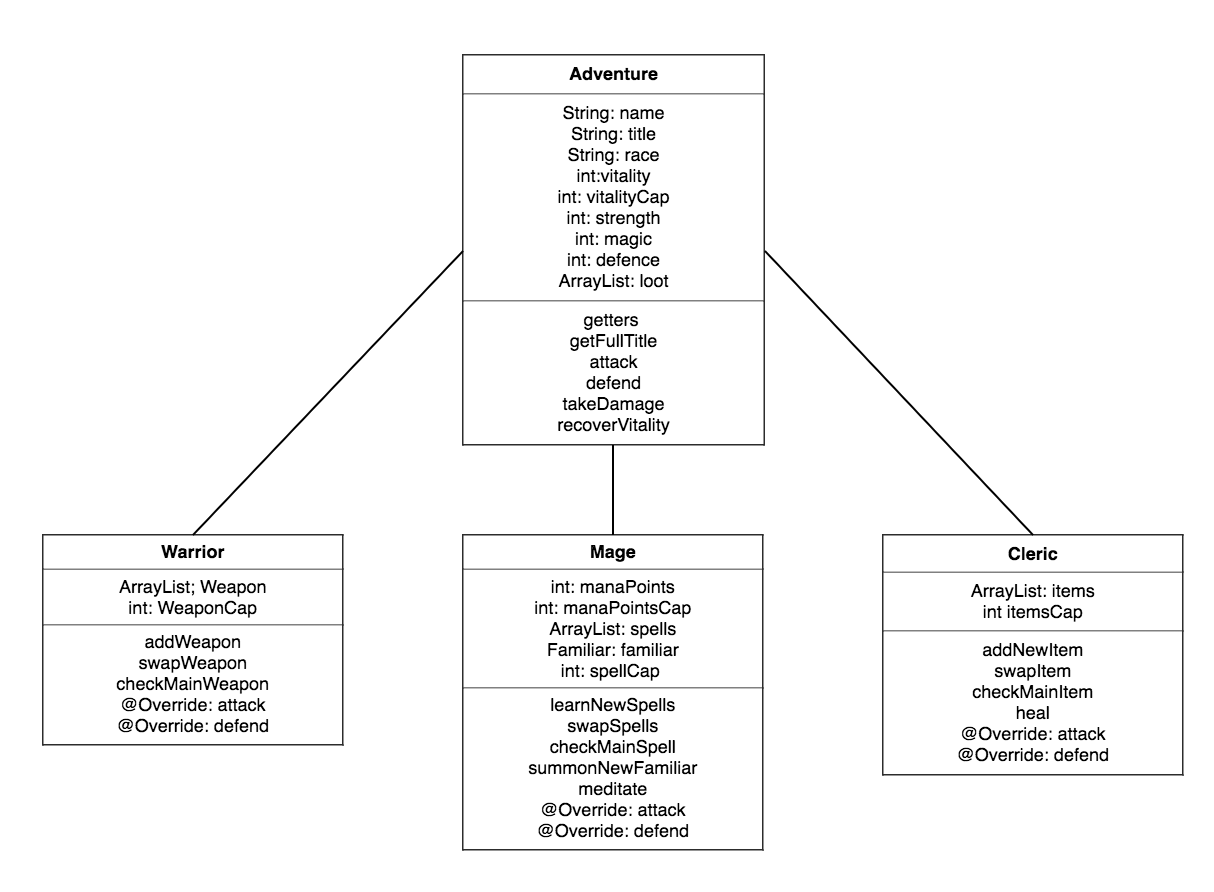 Adventure
String: name
String: title
String: race
int:vitality
int: vitalityCap
int: strength
int: magic
int: defence
ArrayList: loot
getters
getFullTitle
attack
defend
takeDamage
recoverVitality
Warrior
ArrayList; Weapon
int: WeaponCap
addWeapon
swapWeapon
checkMainWeapon
@Override: attack
@Override: defend
Mage
int: manaPoints
int: manaPointsCap
ArrayList: spells
Familiar: familiar
int: spellCap
learnNewSpells
swapSpells
checkMainSpell
summonNewFamiliar
meditate
@Override: attack
@Override: defend
Cleric
ArrayList: items
int itemsCap
addNewItem
swapItem
checkMainItem
heal
@Override: attack
@Override: defend